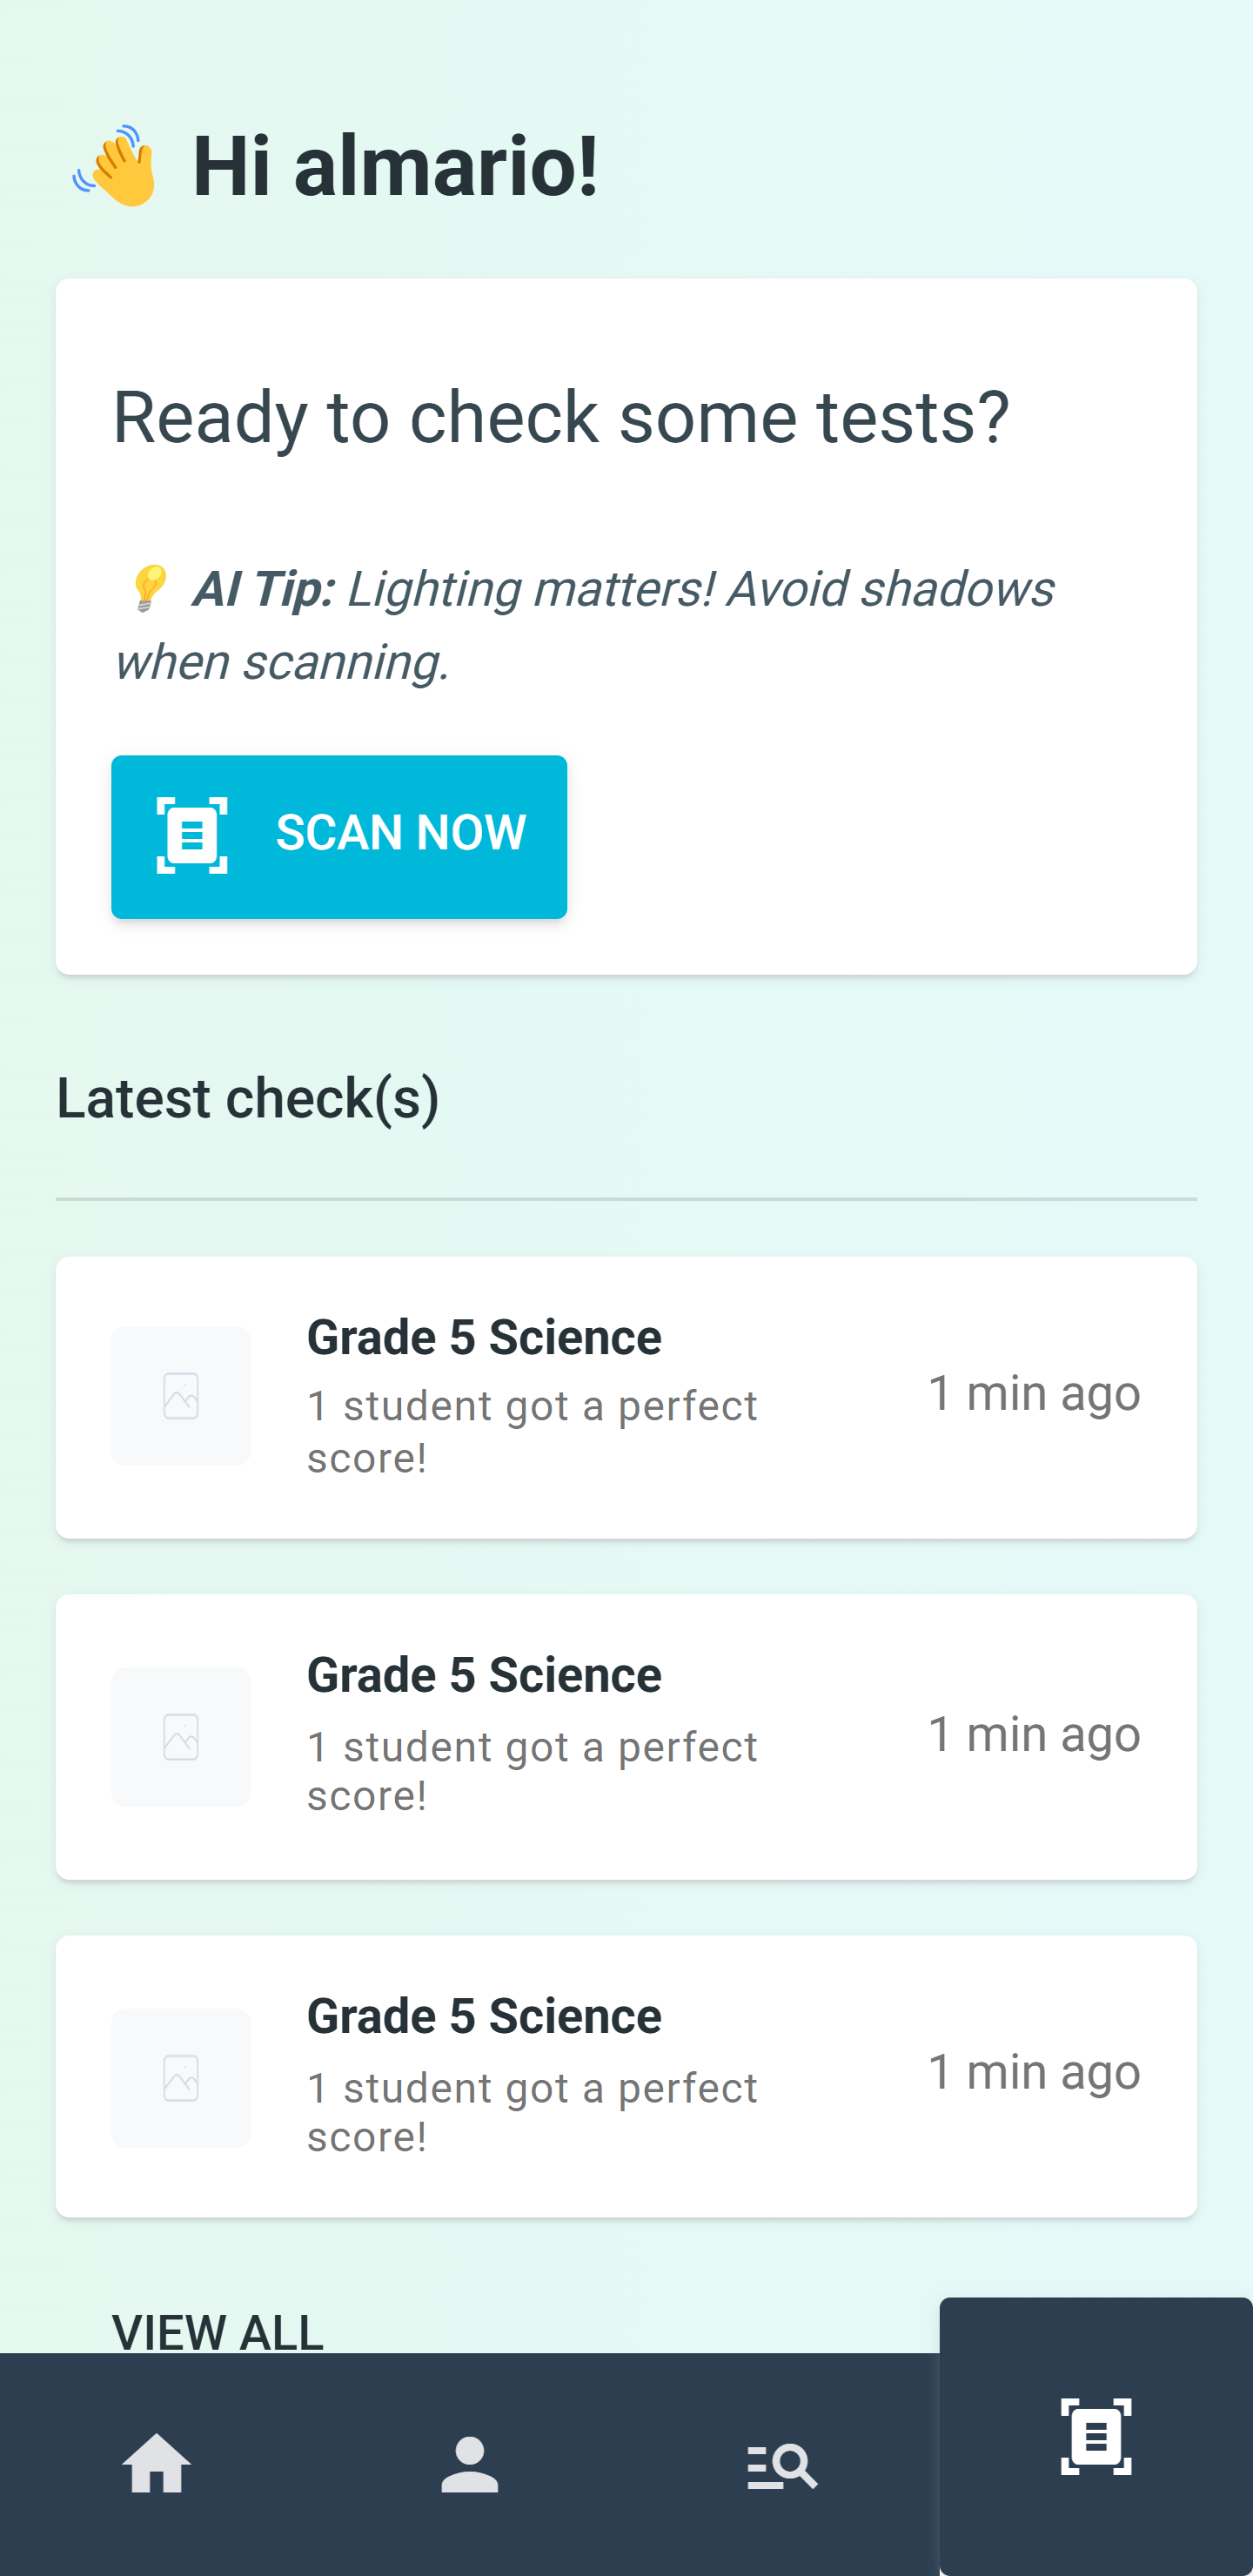 👋 Hi almario!
Ready to check some tests?
💡 AI Tip: Lighting matters! Avoid shadows
when scanning.
SCAN NOW
Latest check(s)
Grade 5 Science
1 student got a perfect
score!
1 min ago
Grade 5 Science
1 student got a perfect
score!
1 min ago
Grade 5 Science
1 student got a perfect
score!
1 min ago
VIEW ALL